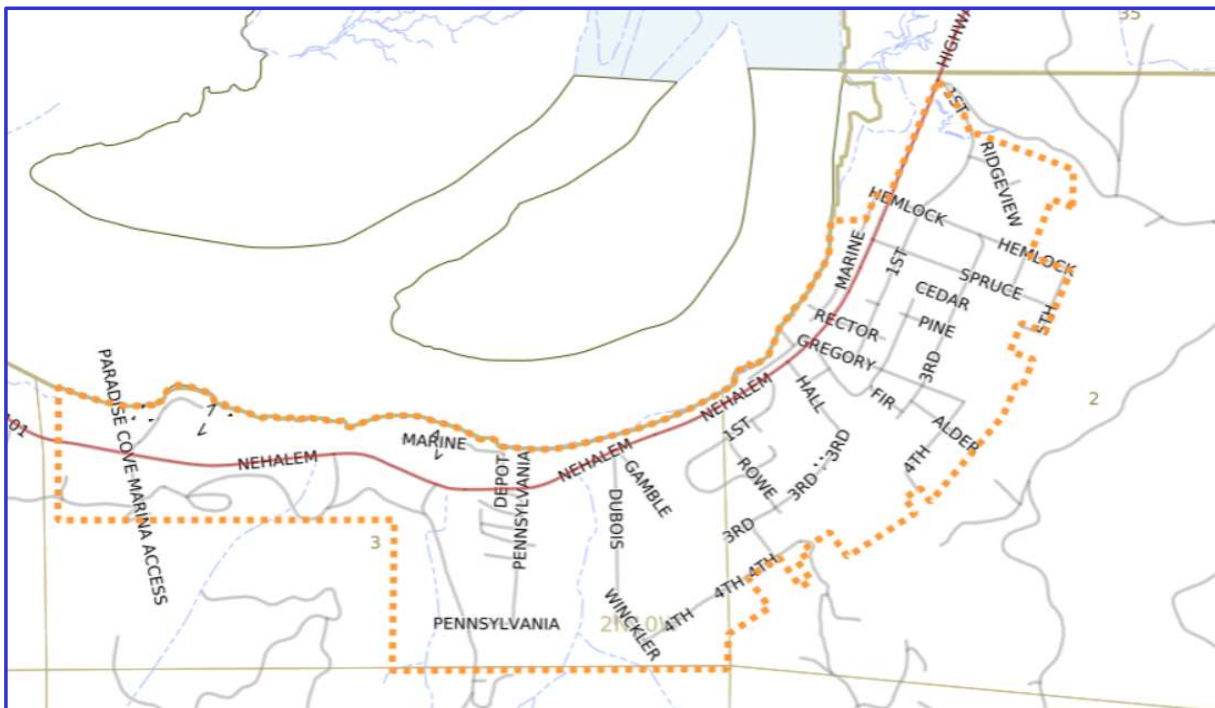 35
HIGHWA
1ST
RIDGEVIEW
HEMLOCK
HEMLOCK
MARINE
1ST
SPRUCE
CEDAR
5TH
RECTOR
PINE
GREGORY
3RD
PARADISE COVE MARINA ACCESS
HALL
NEHALEM
FIR
2
101
1ST
ALDER
MARINE
3RD
NEHALEM
NEHALEM
4TH
DEPOT
PENNSYLVANIA
GAMBLE
ROWE
3RD
DUBOIS
3RD
3
4TH
4TH
WINCKLER
4TH
PENNSYLVANIA